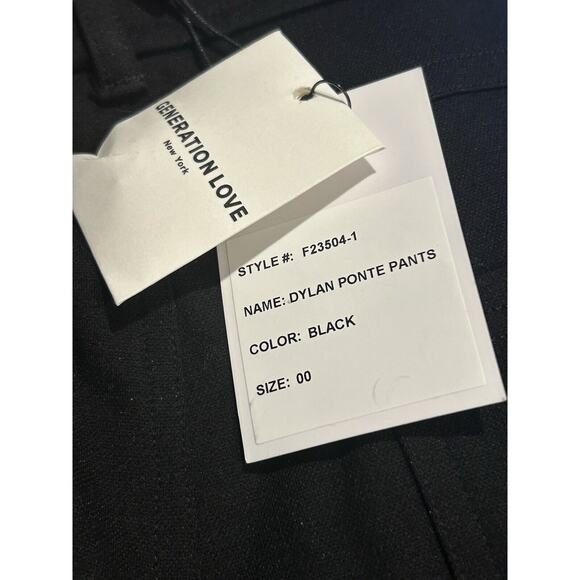 GENERATION LOVE
New York
STYLE #: F23504-1
NAME: DYLAN PONTE PANTS
COLOR: BLACK
SIZE: 00